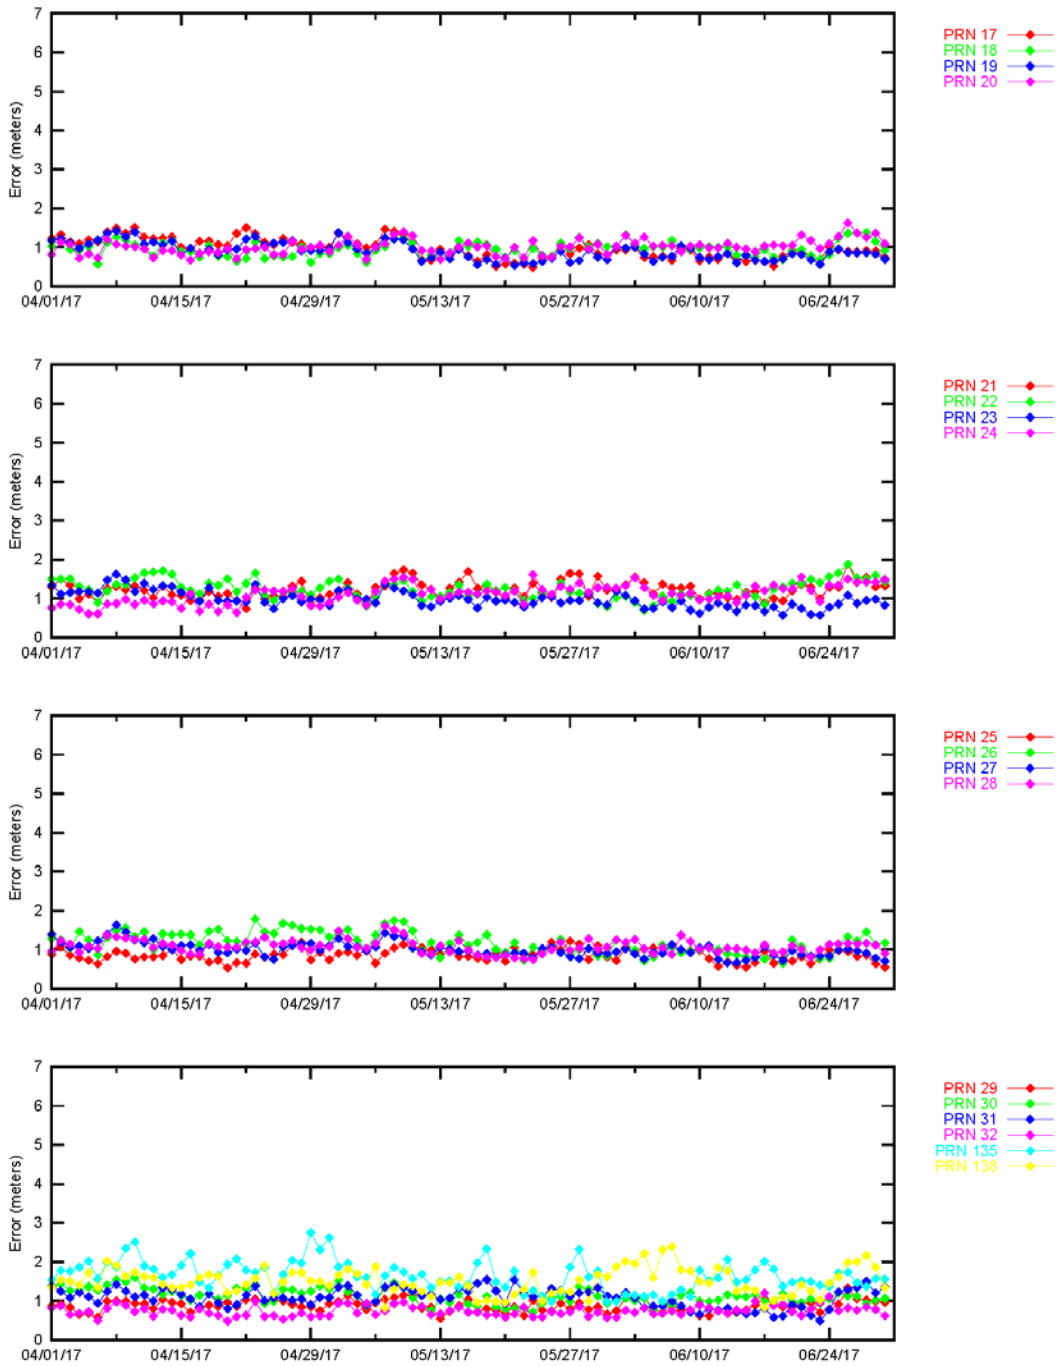 7
6
5
4
3
2
1
0
Error (meters)
04/01/17 04/15/17 04/29/17 05/13/17 05/27/17 06/10/17 06/24/17
PRN 17
PRN 18
PRN 19
PRN 20
7
6
5
4
3
2
1
0
Error (meters)
04/01/17 04/15/17 04/29/17 05/13/17 05/27/17 06/10/17 06/24/17
PRN 21
PRN 22
PRN 23
PRN 24
7
6
5
4
3
2
1
0
Error (meters)
04/01/17 04/15/17 04/29/17 05/13/17 05/27/17 06/10/17 06/24/17
PRN 25
PRN 26
PRN 27
PRN 28
7
6
5
4
3
2
1
0
Error (meters)
04/01/17 04/15/17 04/29/17 05/13/17 05/27/17 06/10/17 06/24/17
PRN 29
PRN 30
PRN 31
PRN 32
PRN 135
PRN 138